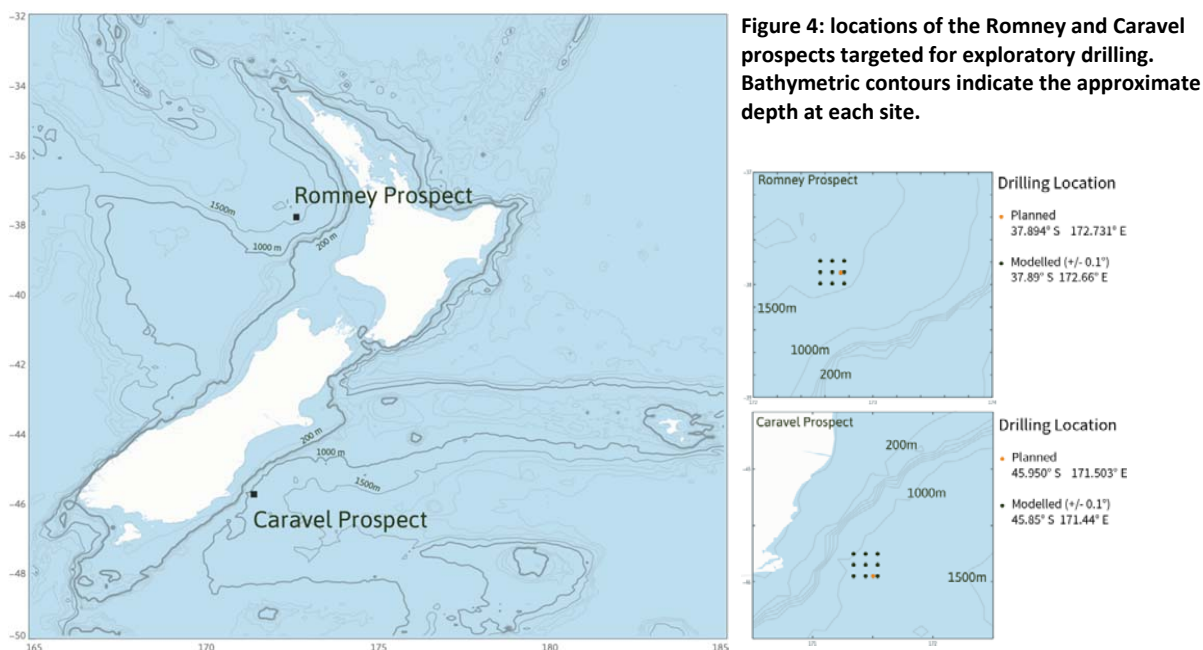 Figure 4: locations of the Romney and Caravel
prospects targeted for exploratory drilling.
Bathymetric contours indicate the approximate
depth at each site.
−32
−34
−36
−38
−40
−42
−44
−46
−48
−50
165
170
175
180
185
Romney Prospect
1500m
1000 m
200 m
200 m
1000 m
1500m
Caravel Prospect
Romney Prospect
1500m
1000m
200m
Drilling Location
Planned
37.894° S 172.731° E
Modelled (+/- 0.1°)
37.89° S 172.66° E
Caravel Prospect
200m
1000m
1500m
Drilling Location
Planned
45.950° S 171.503° E
Modelled (+/- 0.1°)
45.85° S 171.44° E